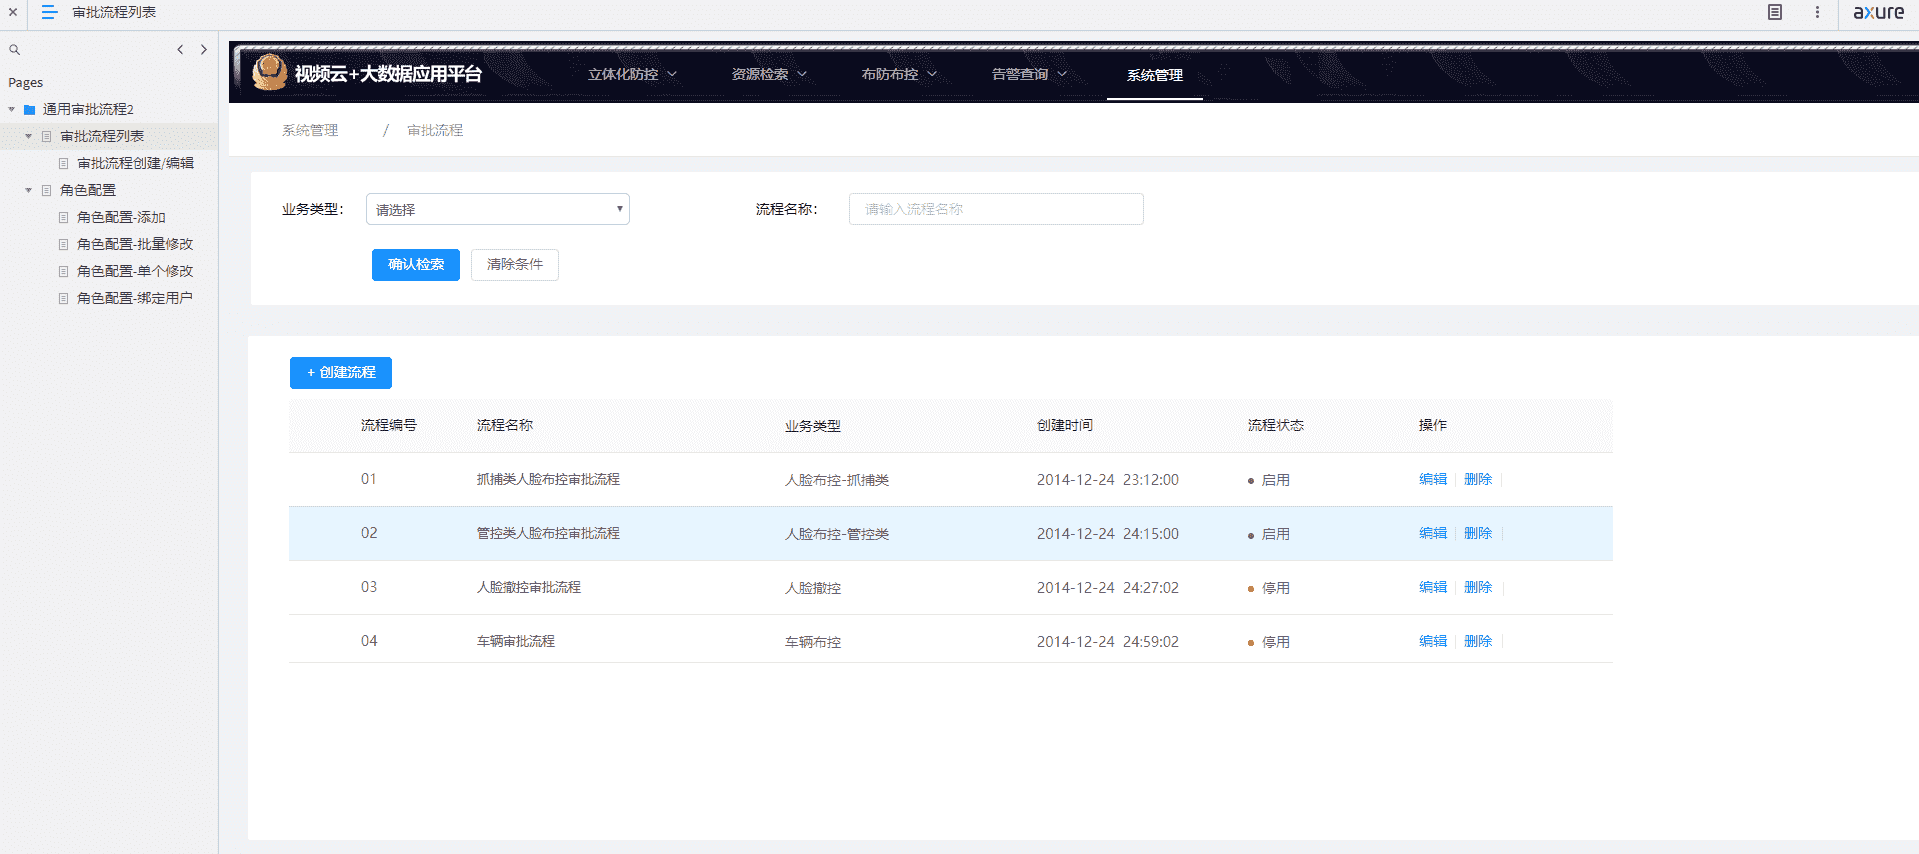 审批流程列表
axure
Pages
通用审批流程2
审批流程列表
审批流程创建/编辑
角色配置
角色配置-添加
角色配置-批量修改
角色配置-单个修改
角色配置-绑定用户
视频云+大数据应用平台 立体化防控 资源检索 布防布控 告警查询 系统管理
系统管理 / 审批流程
业务类型： 请选择 流程名称： 请输入流程名称
确认检索 清除条件
+ 创建流程
流程编号 流程名称 业务类型 创建时间 流程状态 操作
01 抓捕类人脸布控审批流程 人脸布控-抓捕类 2014-12-24 23:12:00 启用 编辑 删除
02 管控类人脸布控审批流程 人脸布控-管控类 2014-12-24 24:15:00 启用 编辑 删除
03 人脸撤控审批流程 人脸撤控 2014-12-24 24:27:02 停用 编辑 删除
04 车辆审批流程 车辆布控 2014-12-24 24:59:02 停用 编辑 删除